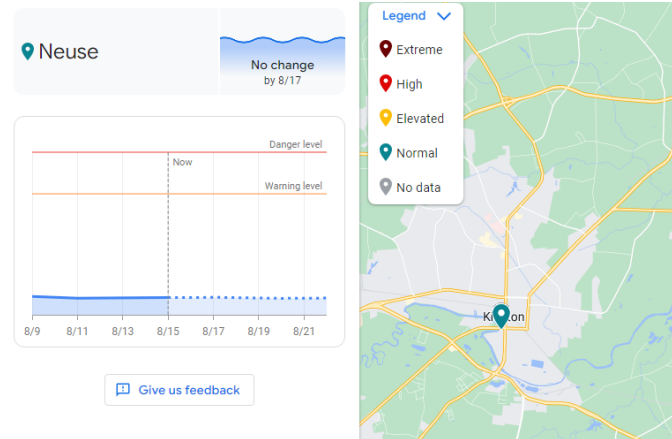 Neuse
No change
by 8/17
Danger level
Now
Warning level
8/9 8/11 8/13 8/15 8/17 8/19 8/21
Give us feedback
Legend
Extreme
High
Elevated
Normal
No data